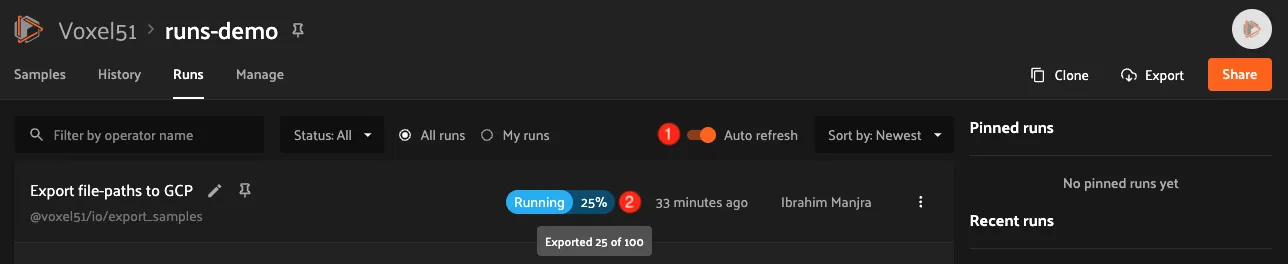 Voxel51 > runs-demo
Samples History Runs Manage Clone Export Share
Filter by operator name Status: All All runs My runs 1 Auto refresh Sort by: Newest
Pinned runs
No pinned runs yet
Recent runs
Export file-paths to GCP
@voxel51/io/export_samples
Running 25% 2 33 minutes ago Ibrahim Manjra
Exported 25 of 100